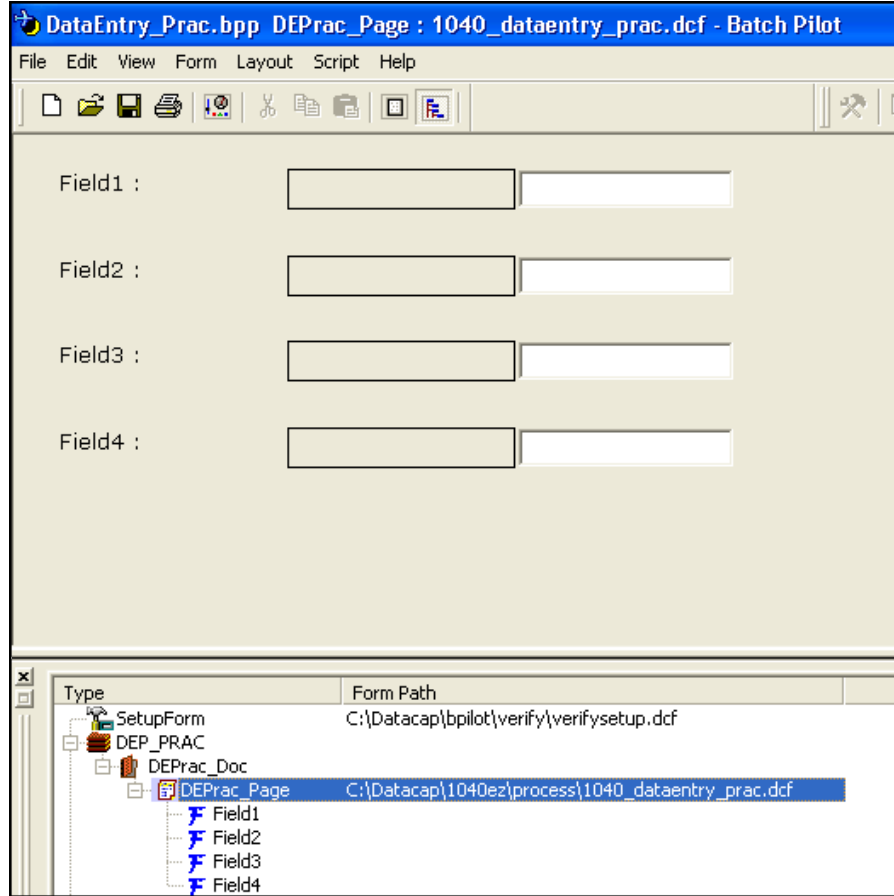 DataEntry_Prac.bpp DEPrac_Page : 1040_dataentry_prac.dcf - Batch Pilot
File Edit View Form Layout Script Help
Field1 :
Field2 :
Field3 :
Field4 :
Type Form Path
SetupForm C:\Datacap\bpilot\verify\verifysetup.dcf
DEP_PRAC
DEPrac_Doc
DEPrac_Page C:\Datacap\1040ez\process\1040_dataentry_prac.dcf
Field1
Field2
Field3
Field4